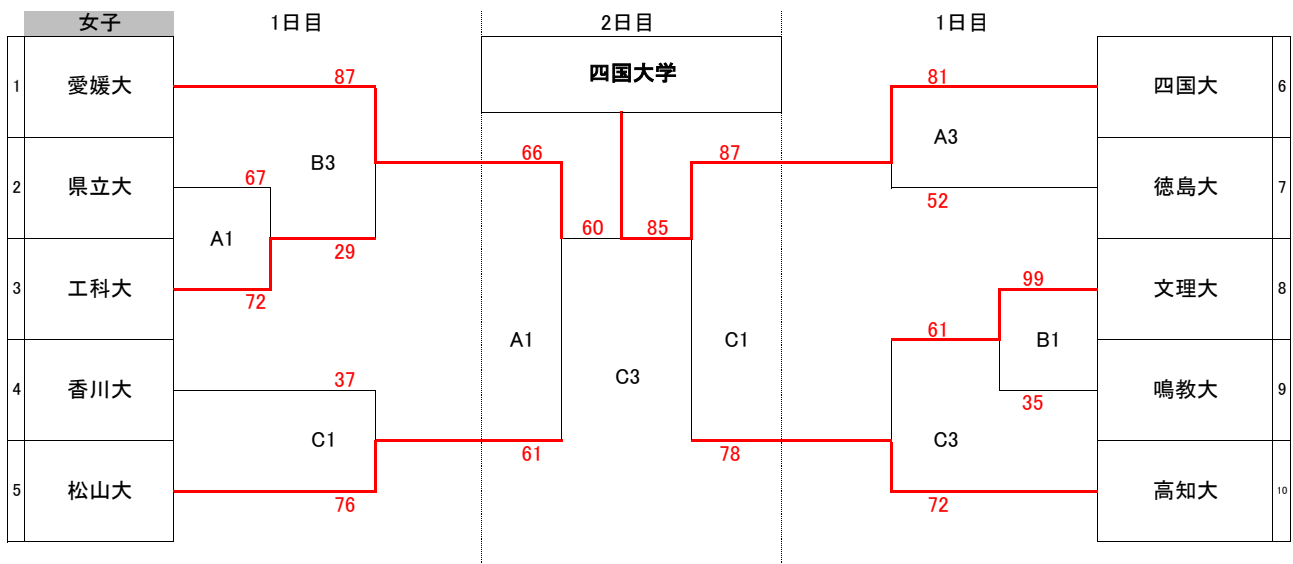 女子 1日目 2日目 1日目
四国大学
1 愛媛大 87 81 四国大 6
B3 66 87 A3
2 県立大 67 52 徳島大 7
A1 29 60 85
3 工科大 72 99 文理大 8
A1 C3 C1 61 B1
4 香川大 37 35 鳴教大 9
C1 61 78 C3
5 松山大 76 72 高知大 10